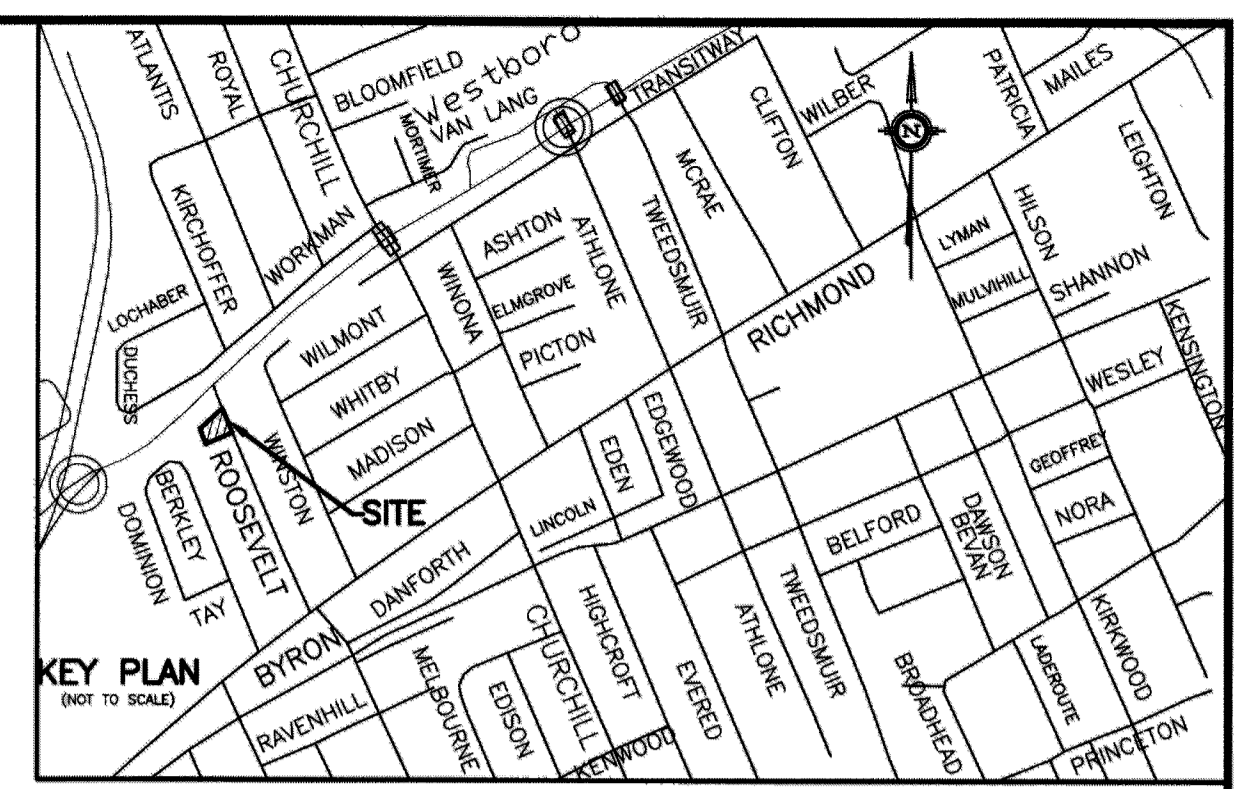 ATLANTIS
ROYAL
CHURCHILL
BLOOMFIELD
Westboro
VAN LANG
MORTIMER
TRANSITWAY
CLIFTON
WILBER
PATRICIA
MAILES
LEIGHTON
N
KIRCHOFFER
WORKMAN
LOCHABER
DUCHESS
WINONA
ASHTON
ELMGROVE
PICTON
ATHLONE
TWEEDSMUIR
MCRAE
RICHMOND
LYMAN
MULVIHILL
HILSON
SHANNON
KENSINGTON
WESLEY
GEOFFREY
NORA
WILMONT
WHITBY
MADISON
WINSTON
SITE
ROOSEVELT
BERKLEY
DOMINION
TAY
EDEN
EDGEWOOD
LINCOLN
DANFORTH
BYRON
BELFORD
DAWSON
BEVAN
KEY PLAN
(NOT TO SCALE)
RAVENHILL
MELBOURNE
EDISON
CHURCHILL
HIGHCROFT
KENWOOD
EVERED
ATHLONE
TWEEDSMUIR
BROADHEAD
LADEROUTE
KIRKWOOD
PRINCETON